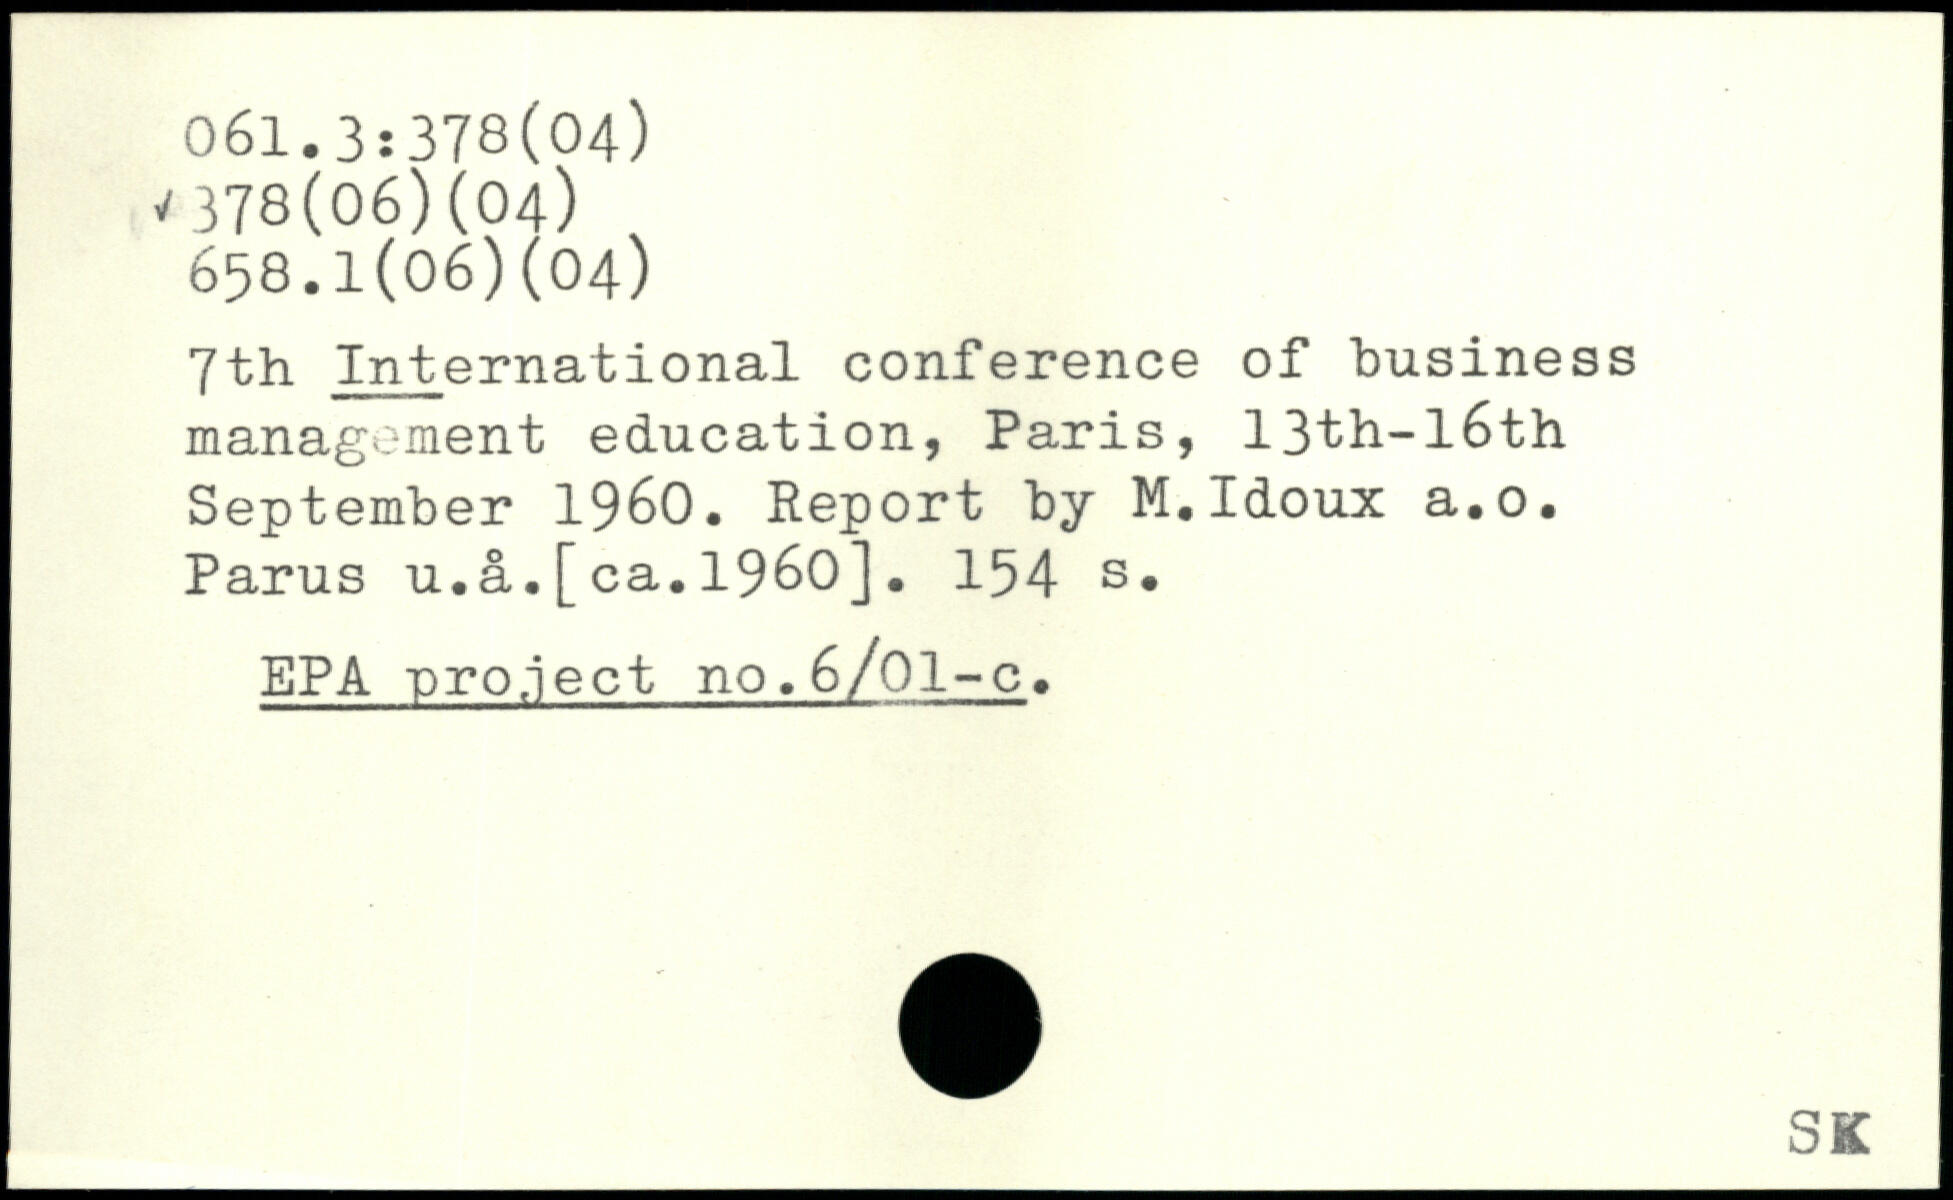 061.3:378(04)
✓378(06)(04)
658.1(06)(04)
7th International conference of business
management education, Paris, 13th-16th
September 1960. Report by M.Idoux a.o.
Parus u.å.[ca.1960]. 154 s.
EPA project no.6/01-c.
SK